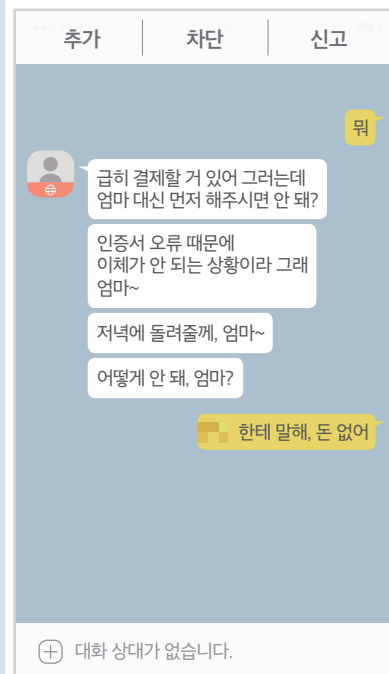 추가 차단 신고
뭐
급히 결제할 거 있어 그러는데
엄마 대신 먼저 해주시면 안 돼?
인증서 오류 때문에
이체가 안 되는 상황이라 그래
엄마~
저녁에 돌려줄께, 엄마~
어떻게 안 돼, 엄마?
한테 말해, 돈 없어
대화 상대가 없습니다.